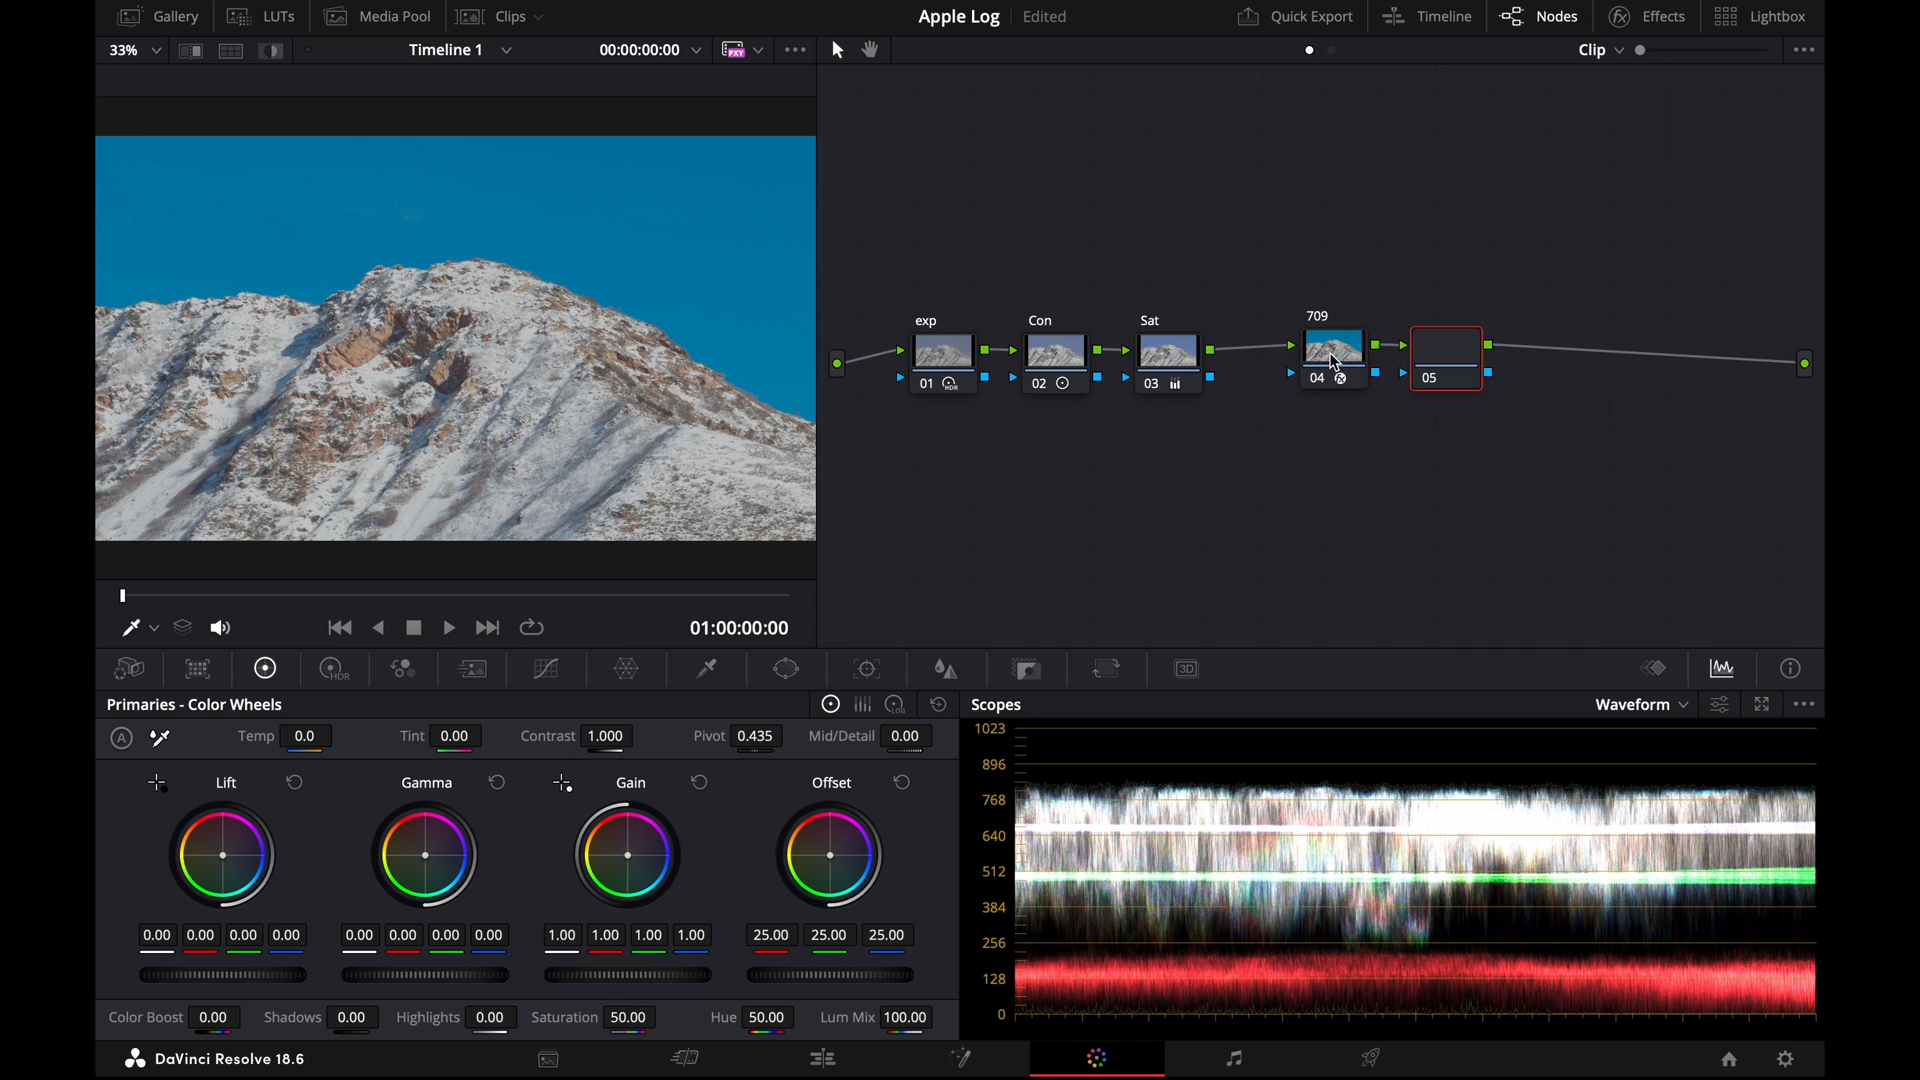 Gallery LUTs Media Pool Clips Apple Log Edited Quick Export Timeline Nodes Effects Lightbox
33% Timeline 1 00:00:00:00 PXY Clip
exp Con Sat 709
01 HDR 02 03 04 05
01:00:00:00
HDR 3D
Primaries - Color Wheels LOG Scopes Waveform
A Temp 0.0 Tint 0.00 Contrast 1.000 Pivot 0.435 Mid/Detail 0.00
Lift Gamma Gain Offset
0.00 0.00 0.00 0.00 0.00 0.00 0.00 0.00 1.00 1.00 1.00 1.00 25.00 25.00 25.00
Color Boost 0.00 Shadows 0.00 Highlights 0.00 Saturation 50.00 Hue 50.00 Lum Mix 100.00
1023
896
768
640
512
384
256
128
0
DaVinci Resolve 18.6